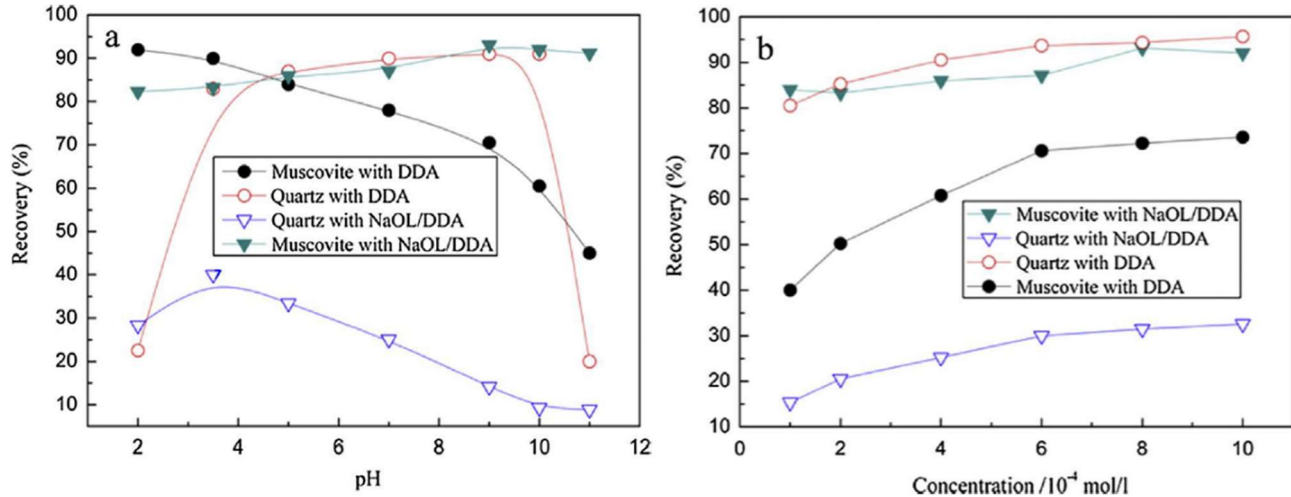 a
100
90
80
70
60
50
40
30
20
10
Recovery (%)
Muscovite with DDA
Quartz with DDA
Quartz with NaOL/DDA
Muscovite with NaOL/DDA
2 4 6 8 10 12
pH
b
100
90
80
70
60
50
40
30
20
10
Recovery (%)
Muscovite with NaOL/DDA
Quartz with NaOL/DDA
Quartz with DDA
Muscovite with DDA
0 2 4 6 8 10
Concentration /10⁻⁴ mol/l